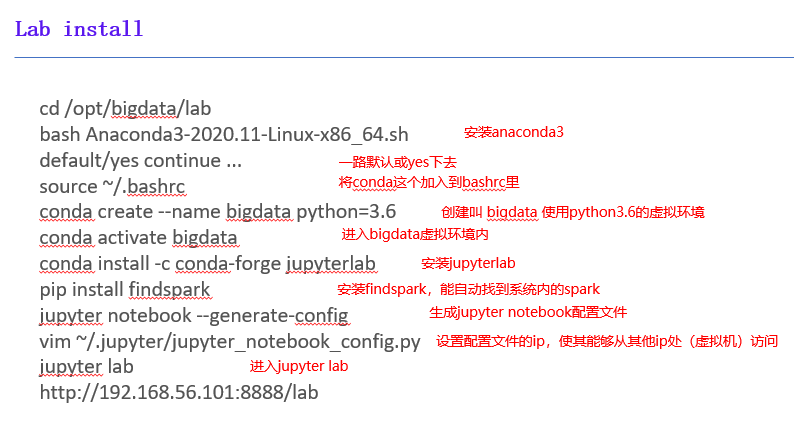 Lab install
cd /opt/bigdata/lab
bash Anaconda3-2020.11-Linux-x86_64.sh 安装anaconda3
default/yes continue ... 一路默认或yes下去
source ~/.bashrc 将conda这个加入到bashrc里
conda create --name bigdata python=3.6 创建叫 bigdata 使用python3.6的虚拟环境
conda activate bigdata 进入bigdata虚拟环境内
conda install -c conda-forge jupyterlab 安装jupyterlab
pip install findspark 安装findspark，能自动找到系统内的spark
jupyter notebook --generate-config 生成jupyter notebook配置文件
vim ~/.jupyter/jupyter_notebook_config.py 设置配置文件的ip，使其能够从其他ip处（虚拟机）访问
jupyter lab 进入jupyter lab
http://192.168.56.101:8888/lab